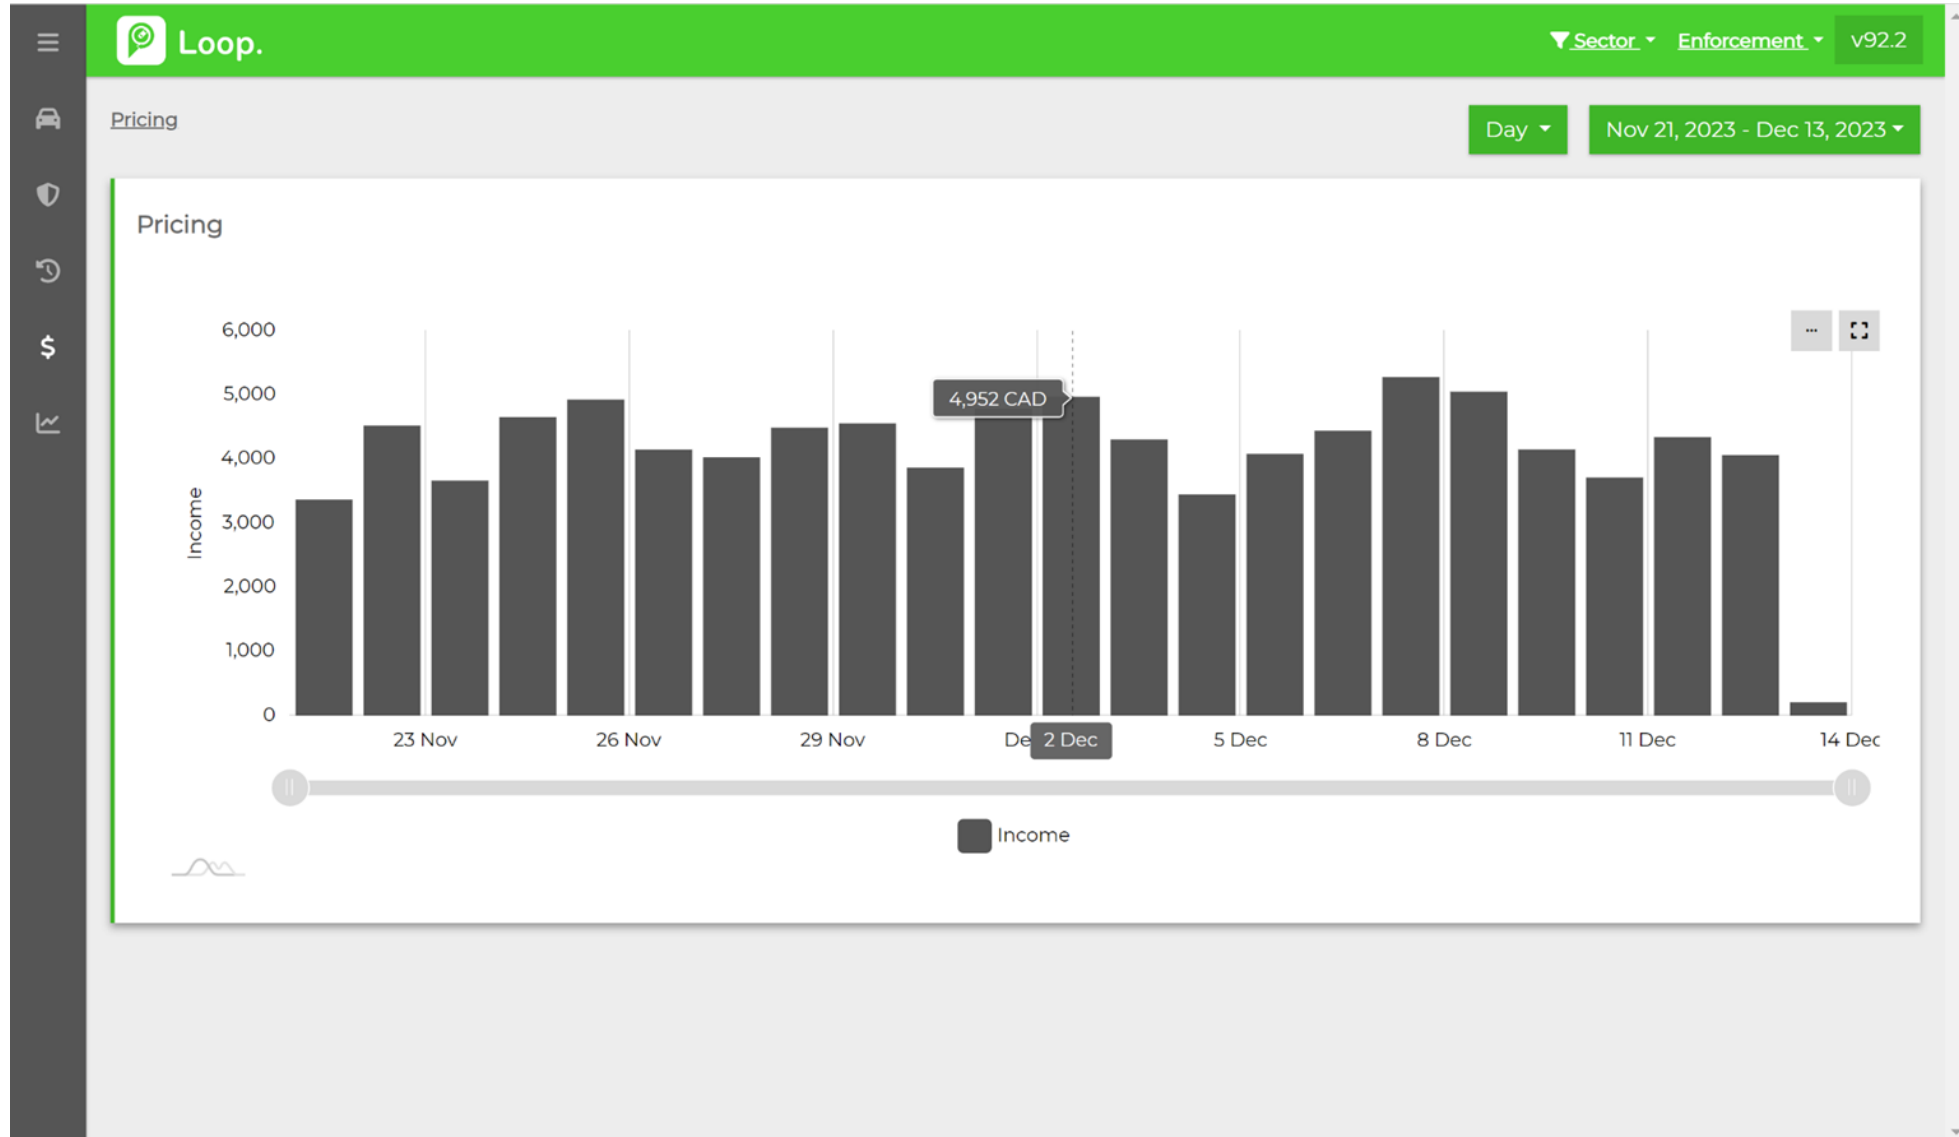 Loop.
Sector
Enforcement
v92.2
Pricing
Day
Nov 21, 2023 - Dec 13, 2023
Pricing
6,000
5,000
4,000
3,000
2,000
1,000
0
Income
4,952 CAD
23 Nov
26 Nov
29 Nov
De
2 Dec
5 Dec
8 Dec
11 Dec
14 Dec
Income